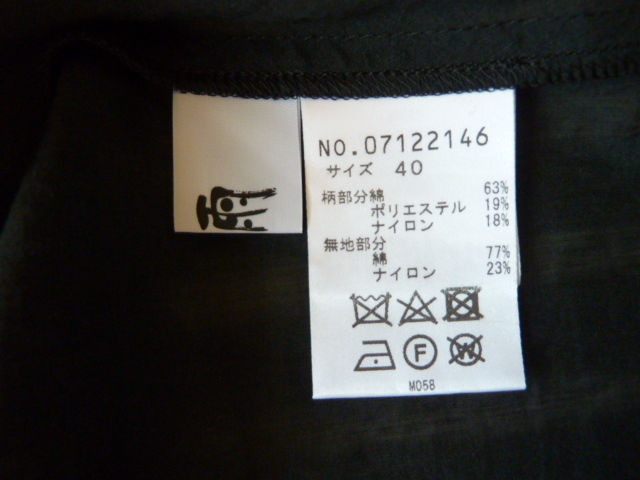 NO.07122146
サイズ 40
柄部分綿 63%
ポリエステル 19%
ナイロン 18%
無地部分
綿 77%
ナイロン 23%
F W
M058